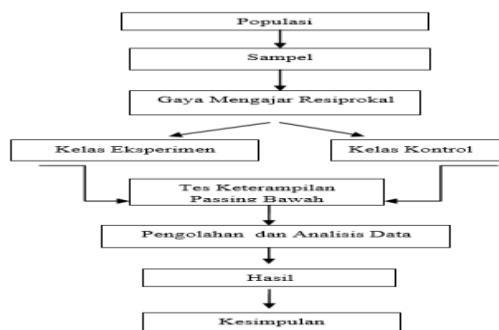 Populasi
Sampel
Gaya Mengajar Resiprokal
Kelas Eksperimen
Kelas Kontrol
Tes Keterampilan
Passing Bawah
Pengolahan dan Analisis Data
Hasil
Kesimpulan